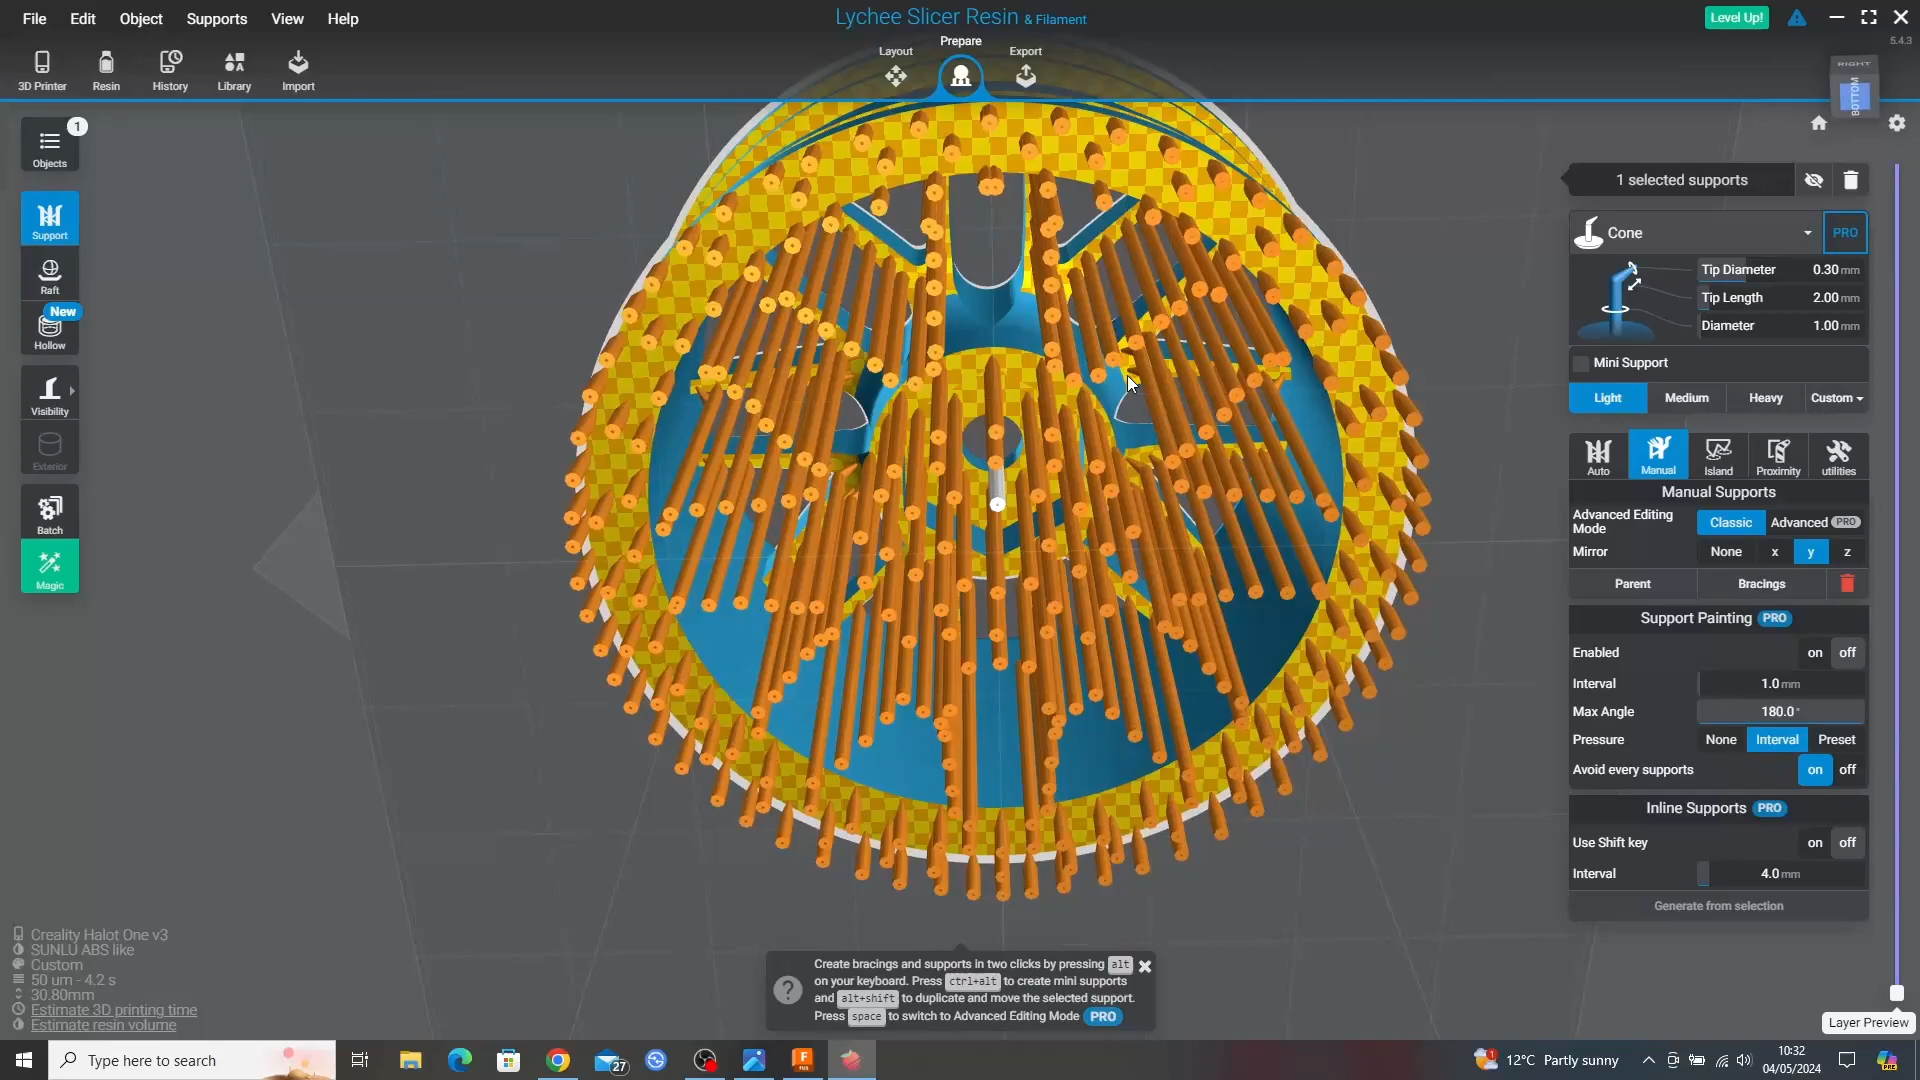 File Edit Object Supports View Help
Lychee Slicer Resin & Filament
Level Up!
5.4.3
3D Printer Resin History Library Import
Layout Prepare Export
RIGHT
BOTTOM
1
Objects
Support
Raft
New
Hollow
Visibility
Exterior
Batch
Magic
1 selected supports
Cone PRO
Tip Diameter 0.30 mm
Tip Length 2.00 mm
Diameter 1.00 mm
Mini Support
Light Medium Heavy Custom
Auto Manual Island Proximity utilities
Manual Supports
Advanced Editing
Mode Classic Advanced PRO
Mirror None x y z
Parent Bracings
Support Painting PRO
Enabled on off
Interval 1.0 mm
Max Angle 180.0 °
Pressure None Interval Preset
Avoid every supports on off
Inline Supports PRO
Use Shift key on off
Interval 4.0 mm
Generate from selection
Layer Preview
Creality Halot One v3
SUNLU ABS like
Custom
50 um - 4.2 s
30.80mm
Estimate 3D printing time
Estimate resin volume
?
Create bracings and supports in two clicks by pressing alt
on your keyboard. Press ctrl+alt to create mini supports
and alt+shift to duplicate and move the selected support.
Press space to switch to Advanced Editing Mode PRO
Type here to search
27
F
FUS
1
12°C Partly sunny
10:32
04/05/2024
PRE